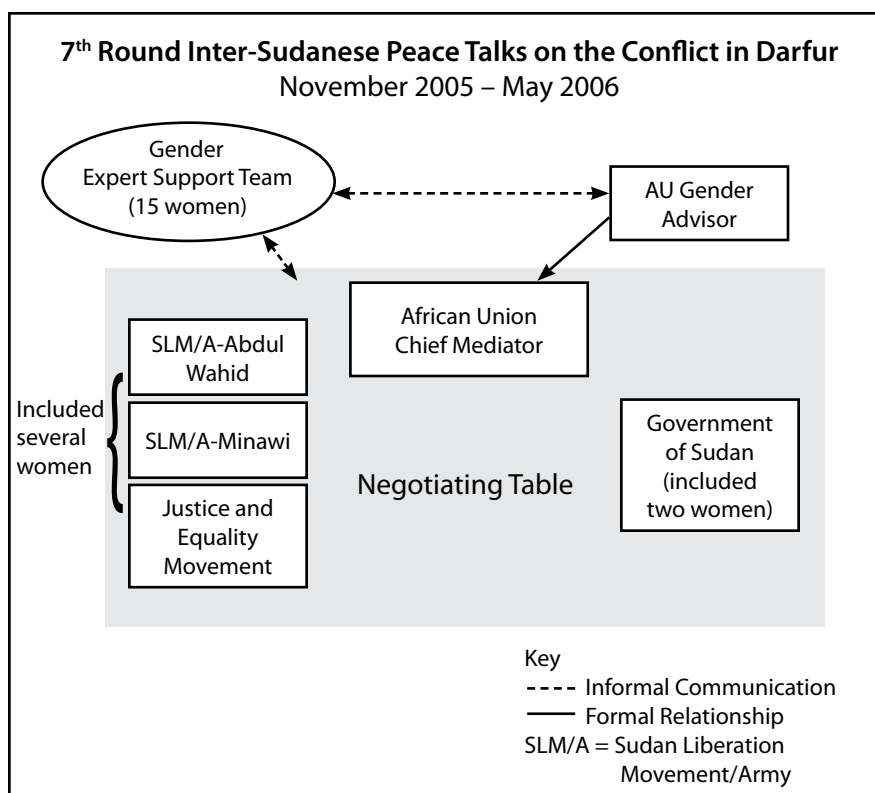 7th Round Inter-Sudanese Peace Talks on the Conflict in Darfur
November 2005 – May 2006
Gender
Expert Support Team
(15 women)
AU Gender
Advisor
African Union
Chief Mediator
SLM/A-Abdul
Wahid
Included
several
women
SLM/A-Minawi
Justice and
Equality
Movement
Negotiating Table
Government
of Sudan
(included
two women)
Key
Informal Communication
Formal Relationship
SLM/A = Sudan Liberation
Movement/Army